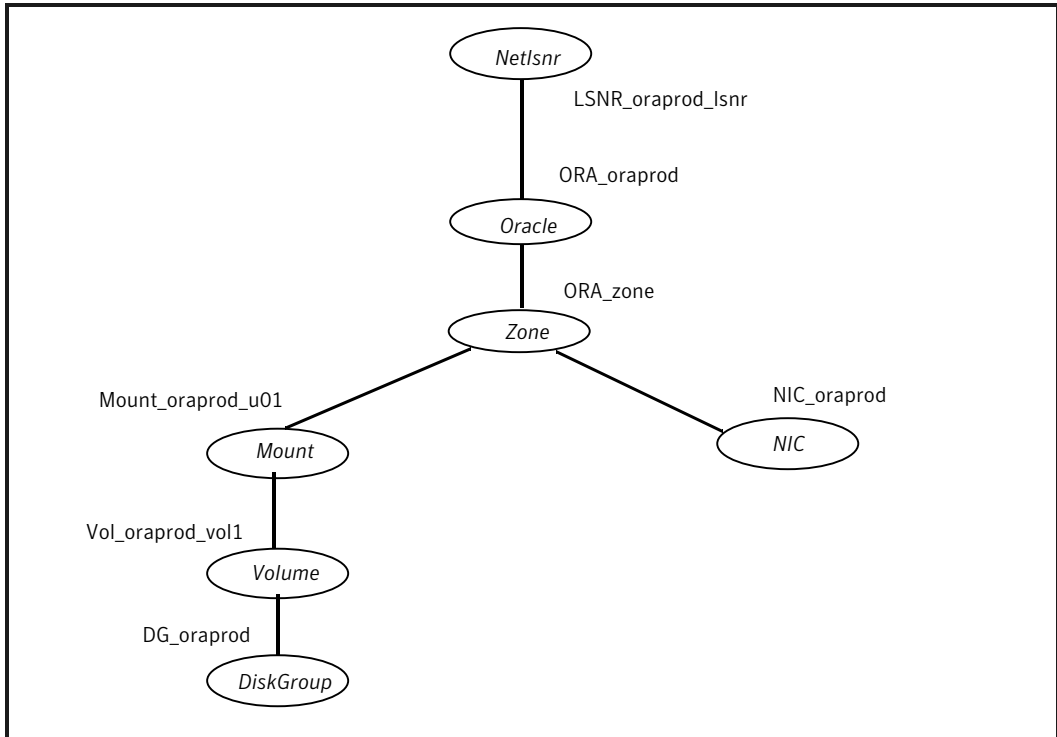 Netlsnr
LSNR_oraprod_lsnr
ORA_oraprod
Oracle
ORA_zone
Zone
Mount_oraprod_u01
NIC_oraprod
Mount
NIC
Vol_oraprod_vol1
Volume
DG_oraprod
DiskGroup